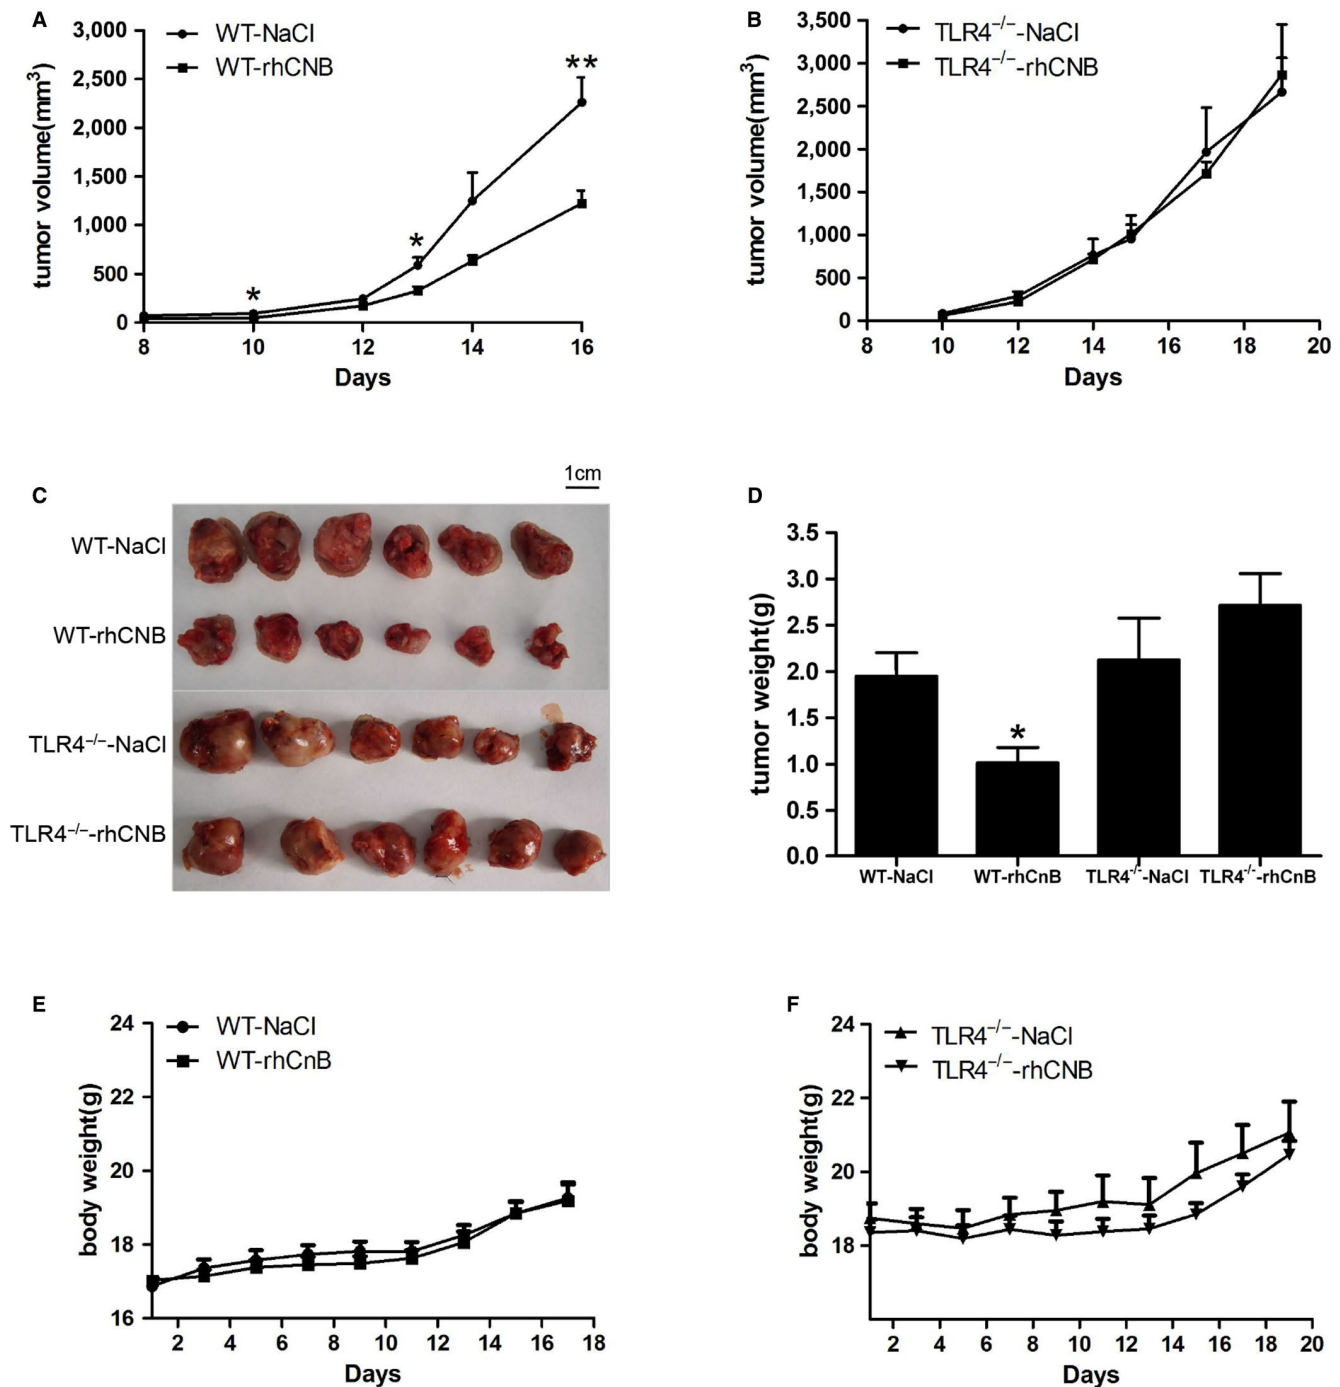 A
WT-NaCl
WT-rhCNB
tumor volume(mm³)
3,000
2,500
2,000
1,500
1,000
500
0
*
*
**
8
10
12
14
16
Days
B
TLR4⁻/⁻-NaCl
TLR4⁻/⁻-rhCNB
tumor volume(mm³)
3,500
3,000
2,500
2,000
1,500
1,000
500
0
8
10
12
14
16
18
20
Days
C
1cm
WT-NaCl
WT-rhCNB
TLR4⁻/⁻-NaCl
TLR4⁻/⁻-rhCNB
D
tumor weight(g)
3.5
3.0
2.5
2.0
1.5
1.0
0.5
0.0
*
WT-NaCl
WT-rhCnB
TLR4⁻/⁻-NaCl
TLR4⁻/⁻-rhCnB
E
WT-NaCl
WT-rhCnB
body weight(g)
24
22
20
18
16
2
4
6
8
10
12
14
16
18
Days
F
TLR4⁻/⁻-NaCl
TLR4⁻/⁻-rhCNB
body weight(g)
24
22
20
18
2
4
6
8
10
12
14
16
18
20
Days